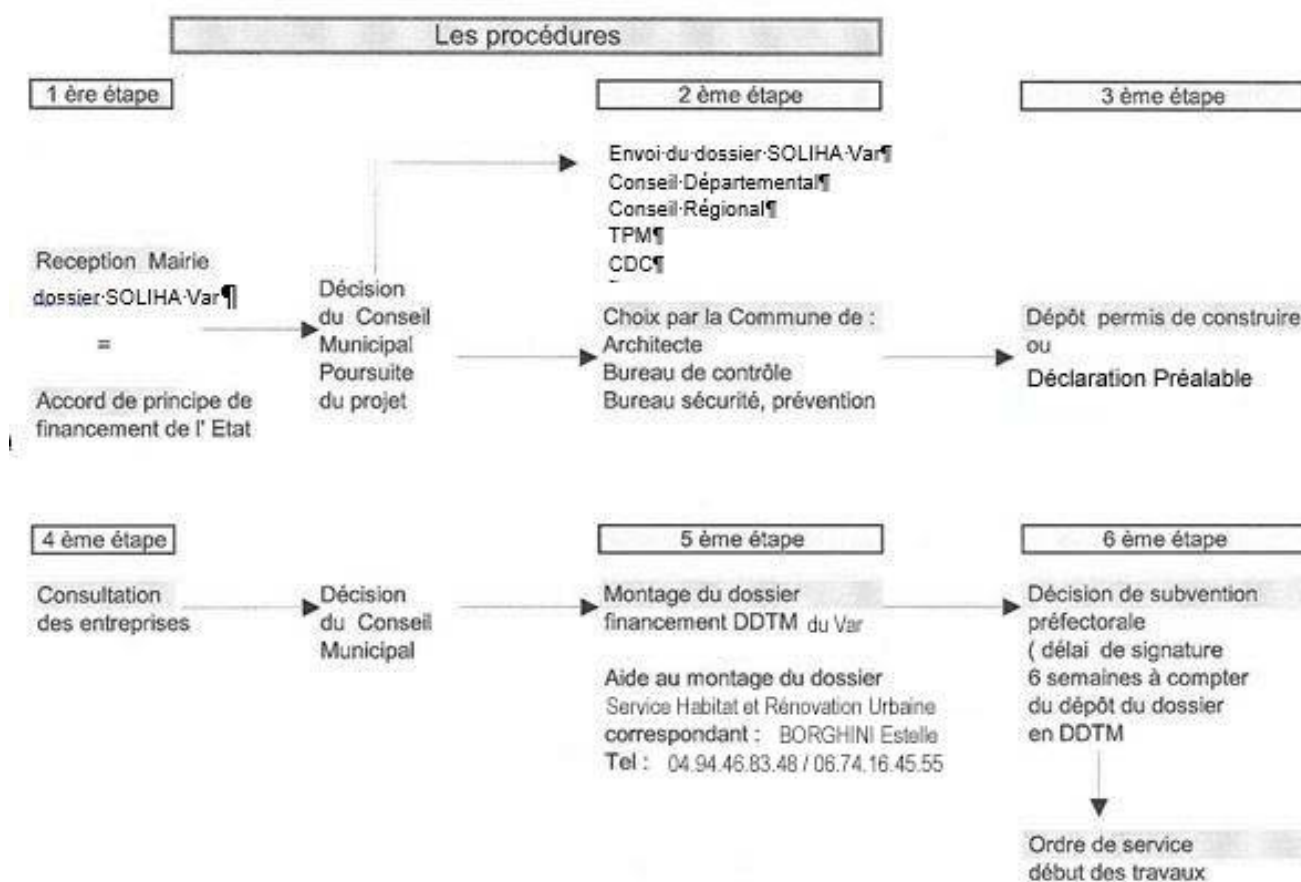 Les procédures
1 ère étape
2 ème étape
3 ème étape
Envoi·du·dossier·SOLIHA·Var¶
Conseil·Départemental¶
Conseil·Régional¶
TPM¶
CDC¶
Reception Mairie
dossier·SOLIHA·Var¶
=
Accord de principe de
financement de l' Etat
Décision
du Conseil
Municipal
Poursuite
du projet
Choix par la Commune de :
Architecte
Bureau de contrôle
Bureau sécurité, prévention
Dépôt permis de construire
ou
Déclaration Préalable
4 ème étape
5 ème étape
6 ème étape
Consultation
des entreprises
Décision
du Conseil
Municipal
Montage du dossier
financement DDTM du Var
Aide au montage du dossier
Service Habitat et Rénovation Urbaine
correspondant : BORGHINI Estelle
Tel : 04.94.46.83.48 / 06.74.16.45.55
Décision de subvention
préfectorale
( délai de signature
6 semaines à compter
du dépôt du dossier
en DDTM
Ordre de service
début des travaux